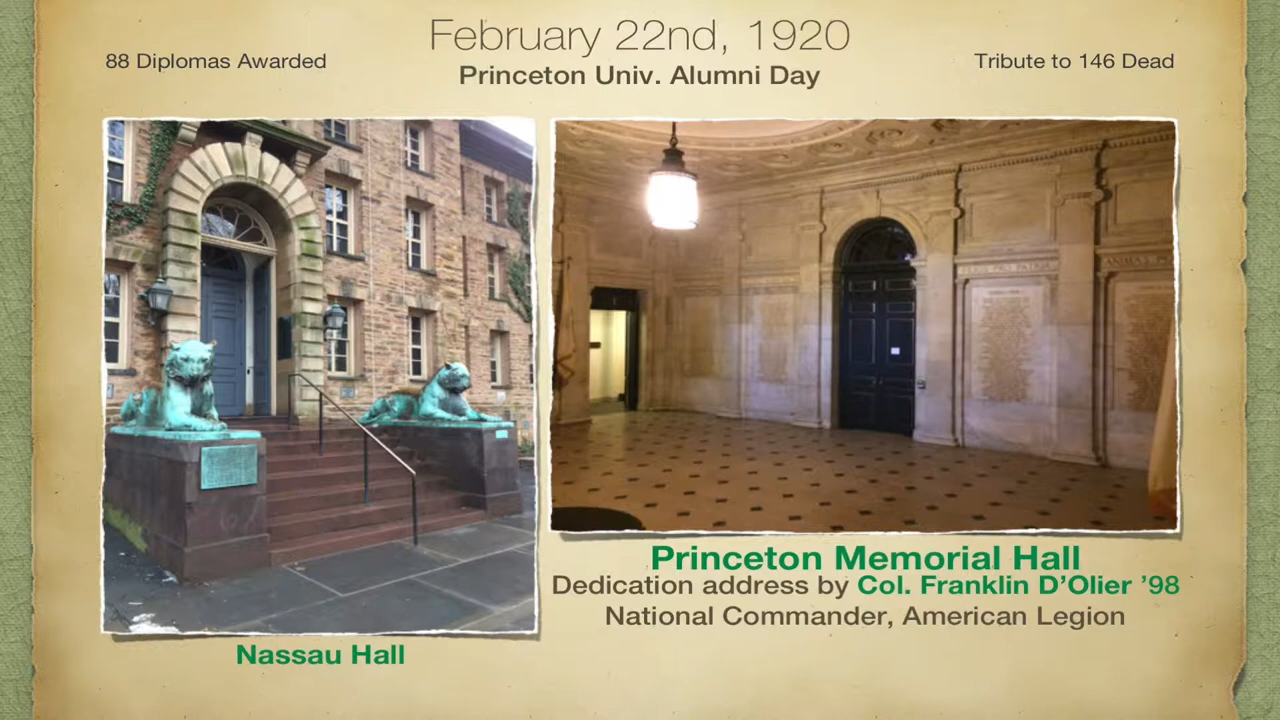 February 22nd, 1920
88 Diplomas Awarded
Princeton Univ. Alumni Day
Tribute to 146 Dead
Princeton Memorial Hall
Dedication address by Col. Franklin D’Olier ’98
National Commander, American Legion
Nassau Hall